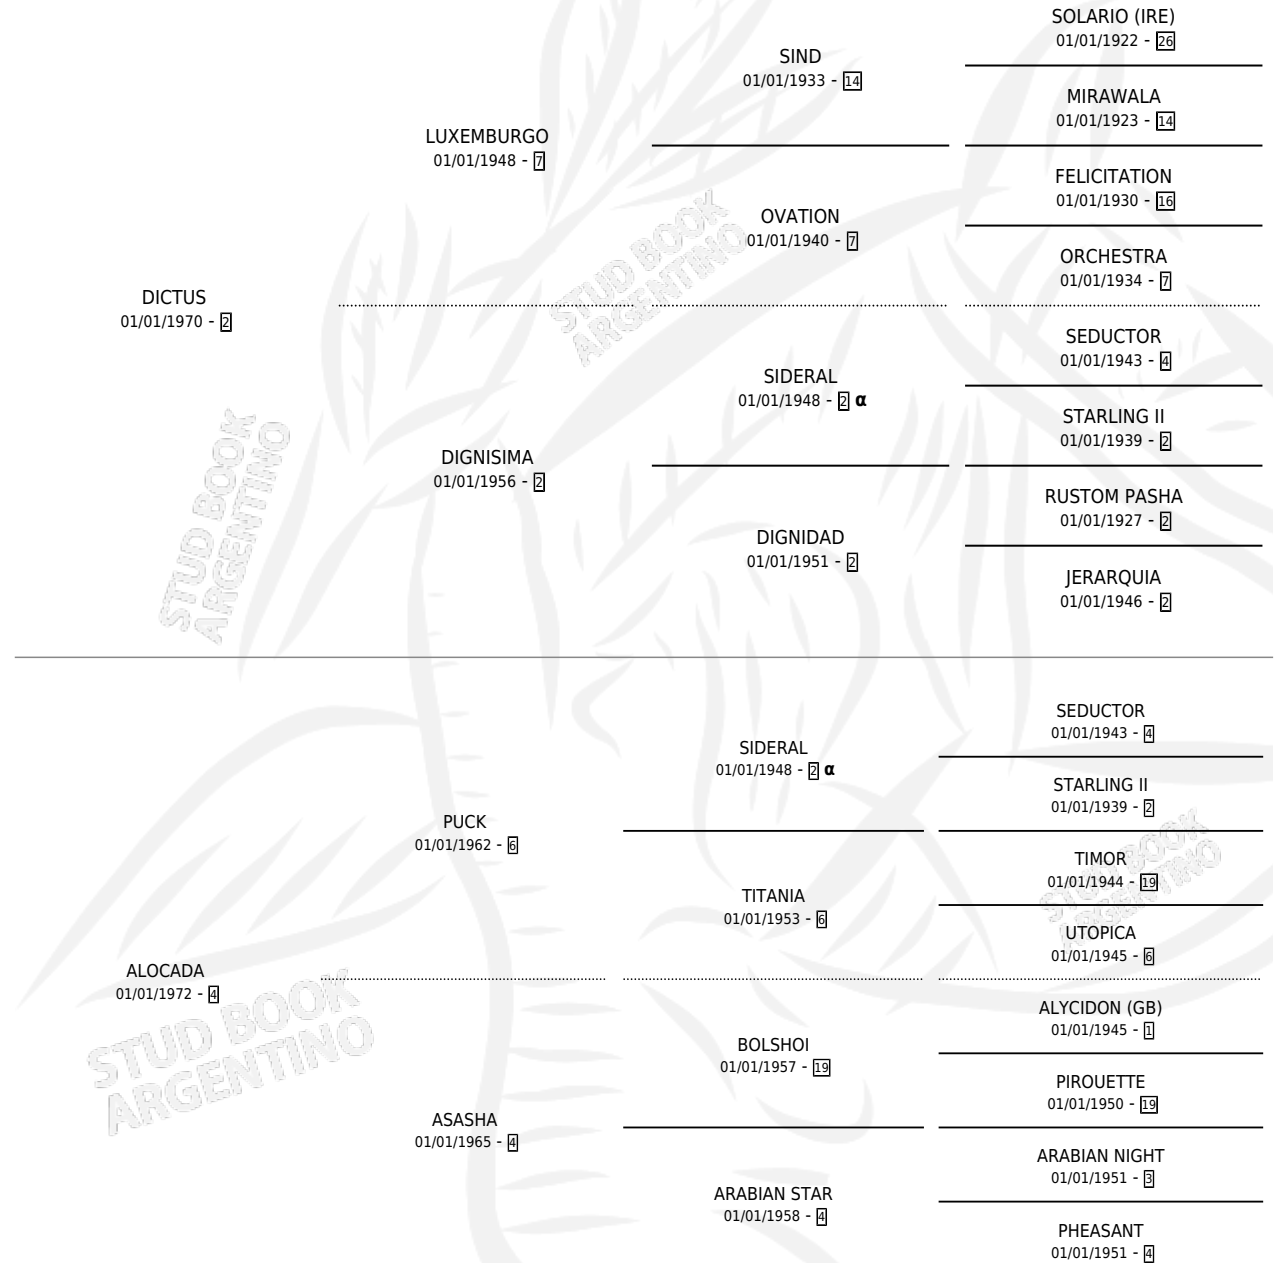 SOLARIO (IRE)
01/01/1922 - 26
SIND
01/01/1933 - 14
MIRAWALA
01/01/1923 - 14
LUXEMBURGO
01/01/1948 - 7
FELICITATION
01/01/1930 - 16
OVATION
01/01/1940 - 7
ORCHESTRA
01/01/1934 - 7
DICTUS
01/01/1970 - 2
SEDUCTOR
01/01/1943 - 4
SIDERAL
01/01/1948 - 2 α
STARLING II
01/01/1939 - 2
DIGNISIMA
01/01/1956 - 2
RUSTOM PASHA
01/01/1927 - 2
DIGNIDAD
01/01/1951 - 2
JERARQUIA
01/01/1946 - 2
SEDUCTOR
01/01/1943 - 4
SIDERAL
01/01/1948 - 2 α
STARLING II
01/01/1939 - 2
PUCK
01/01/1962 - 6
TIMOR
01/01/1944 - 19
TITANIA
01/01/1953 - 6
UTOPICA
01/01/1945 - 6
ALOCADA
01/01/1972 - 4
ALYCIDON (GB)
01/01/1945 - 1
BOLSHOI
01/01/1957 - 19
PIROUETTE
01/01/1950 - 19
ASASHA
01/01/1965 - 4
ARABIAN NIGHT
01/01/1951 - 3
ARABIAN STAR
01/01/1958 - 4
PHEASANT
01/01/1951 - 4
STUD BOOK
ARGENTINO
STUD BOOK
ARGENTINO
STUD BOOK
ARGENTINO
STUD BOOK
ARGENTINO